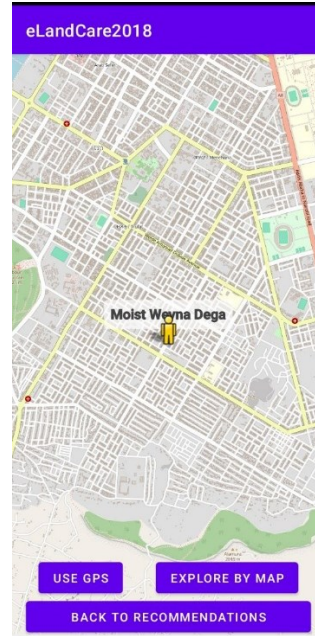 eLandCare2018
Moist Weyna Dega
USE GPS
EXPLORE BY MAP
BACK TO RECOMMENDATIONS